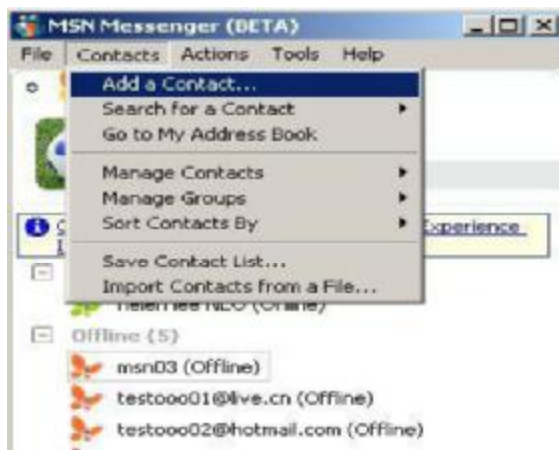 MSN Messenger (BETA)
File Contacts Actions Tools Help
Add a Contact...
Search for a Contact
Go to My Address Book
Manage Contacts
Manage Groups
Sort Contacts By
Experience
Save Contact List...
Import Contacts from a File...
(Online)
Offline (5)
msn03 (Offline)
testooo01@live.cn (Offline)
testooo02@hotmail.com (Offline)